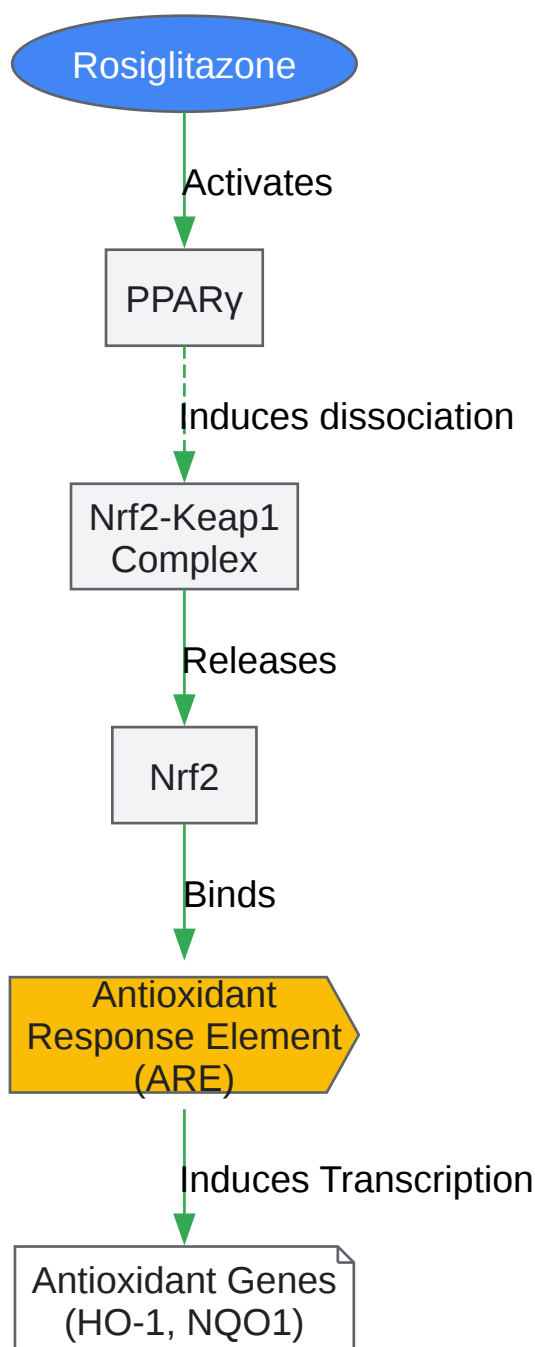 Rosiglitazone
Activates
PPARγ
Induces dissociation
Nrf2-Keap1
Complex
Releases
Nrf2
Binds
Antioxidant
Response Element
(ARE)
Induces Transcription
Antioxidant Genes
(HO-1, NQO1)